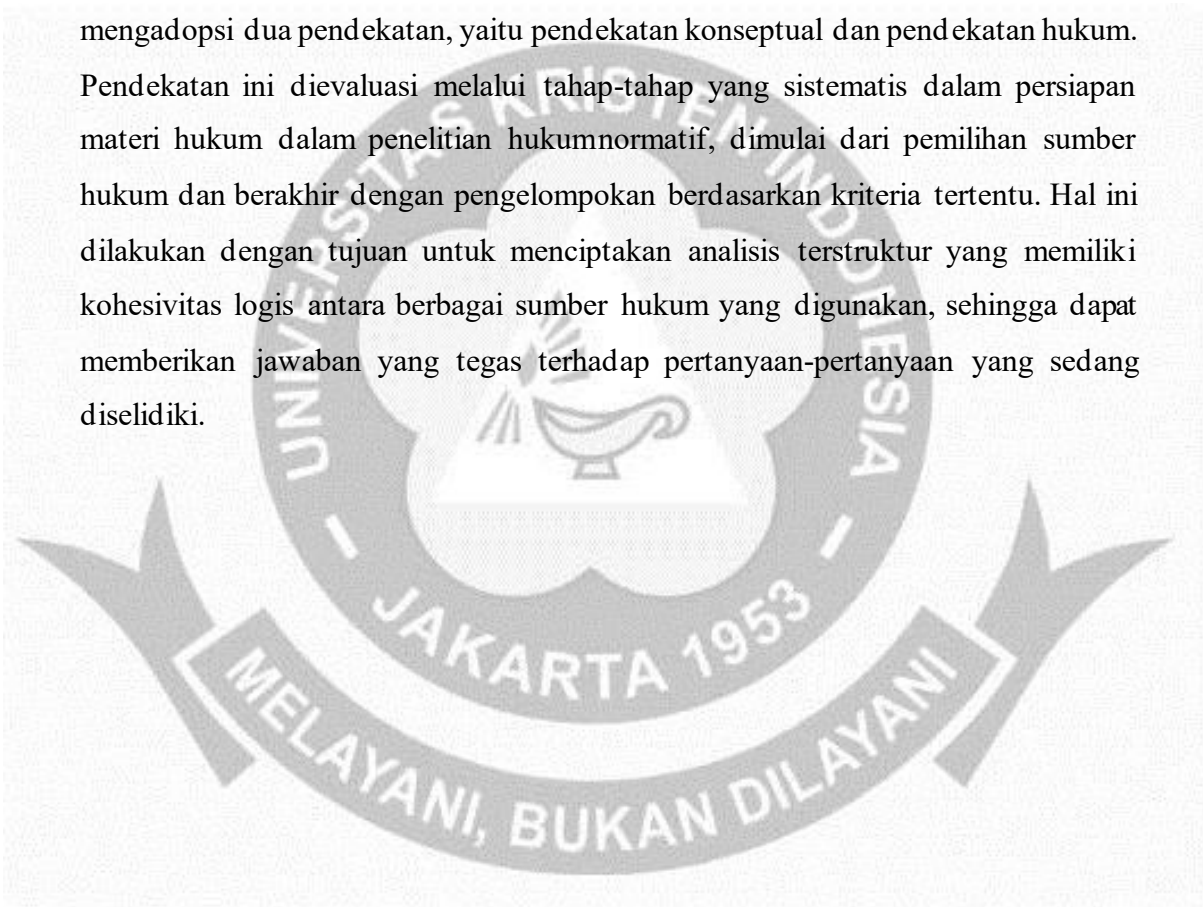 mengadopsi dua pendekatan, yaitu pendekatan konseptual dan pendekatan hukum.
Pendekatan ini dievaluasi melalui tahap-tahap yang sistematis dalam persiapan
materi hukum dalam penelitian hukumnormatif, dimulai dari pemilihan sumber
hukum dan berakhir dengan pengelompokan berdasarkan kriteria tertentu. Hal ini
dilakukan dengan tujuan untuk menciptakan analisis terstruktur yang memiliki
kohesivitas logis antara berbagai sumber hukum yang digunakan, sehingga dapat
memberikan jawaban yang tegas terhadap pertanyaan-pertanyaan yang sedang
diselidiki.
UNIVERSITAS KRISTEN INDONESIA
- JAKARTA 1953 -
MELAYANI, BUKAN DILAYANI